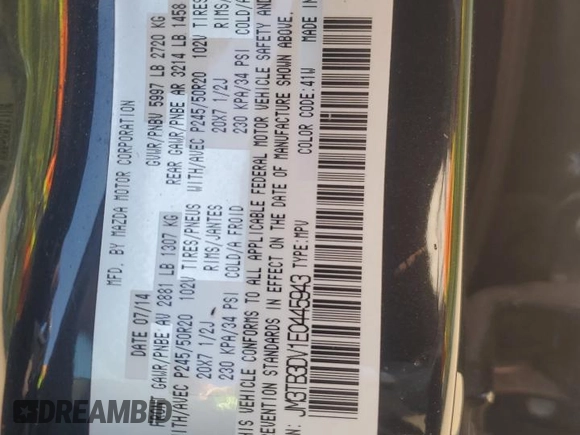 MFD. BY MAZDA MOTOR CORPORATION
DATE 07/14 GVWR/PNBV 5997 LB 2720 KG
GAWR/PNBE AV 2881 LB 1307 KG REAR GAWR/PNBE AR 3214 LB 1458
WITH/AVEC P245/50R20 102V TIRES/PNEUS WITH/AVEC P245/50R20 102V TIRES
20X7 1/2J RIMS/JANTES 20X7 1/2J RIMS/
230 KPA/34 PSI COLD/A FROID 230 KPA/34 PSI COLD/A
THIS VEHICLE CONFORMS TO ALL APPLICABLE FEDERAL MOTOR VEHICLE SAFETY AND
PREVENTION STANDARDS IN EFFECT ON THE DATE OF MANUFACTURE SHOWN ABOVE.
JM3TB3DV1E0445943 TYPE:MPV COLOR CODE:41W MADE IN
DREAMBID